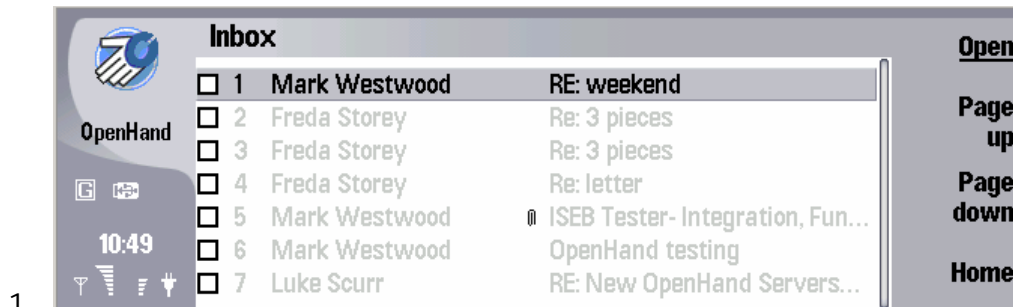 Inbox
Open
1 Mark Westwood RE: weekend
2 Freda Storey Re: 3 pieces
Page up
OpenHand
3 Freda Storey Re: 3 pieces
4 Freda Storey Re: letter
Page down
G
5 Mark Westwood ISEB Tester- Integration, Fun...
10:49
6 Mark Westwood OpenHand testing
7 Luke Scurr RE: New OpenHand Servers...
Home
1